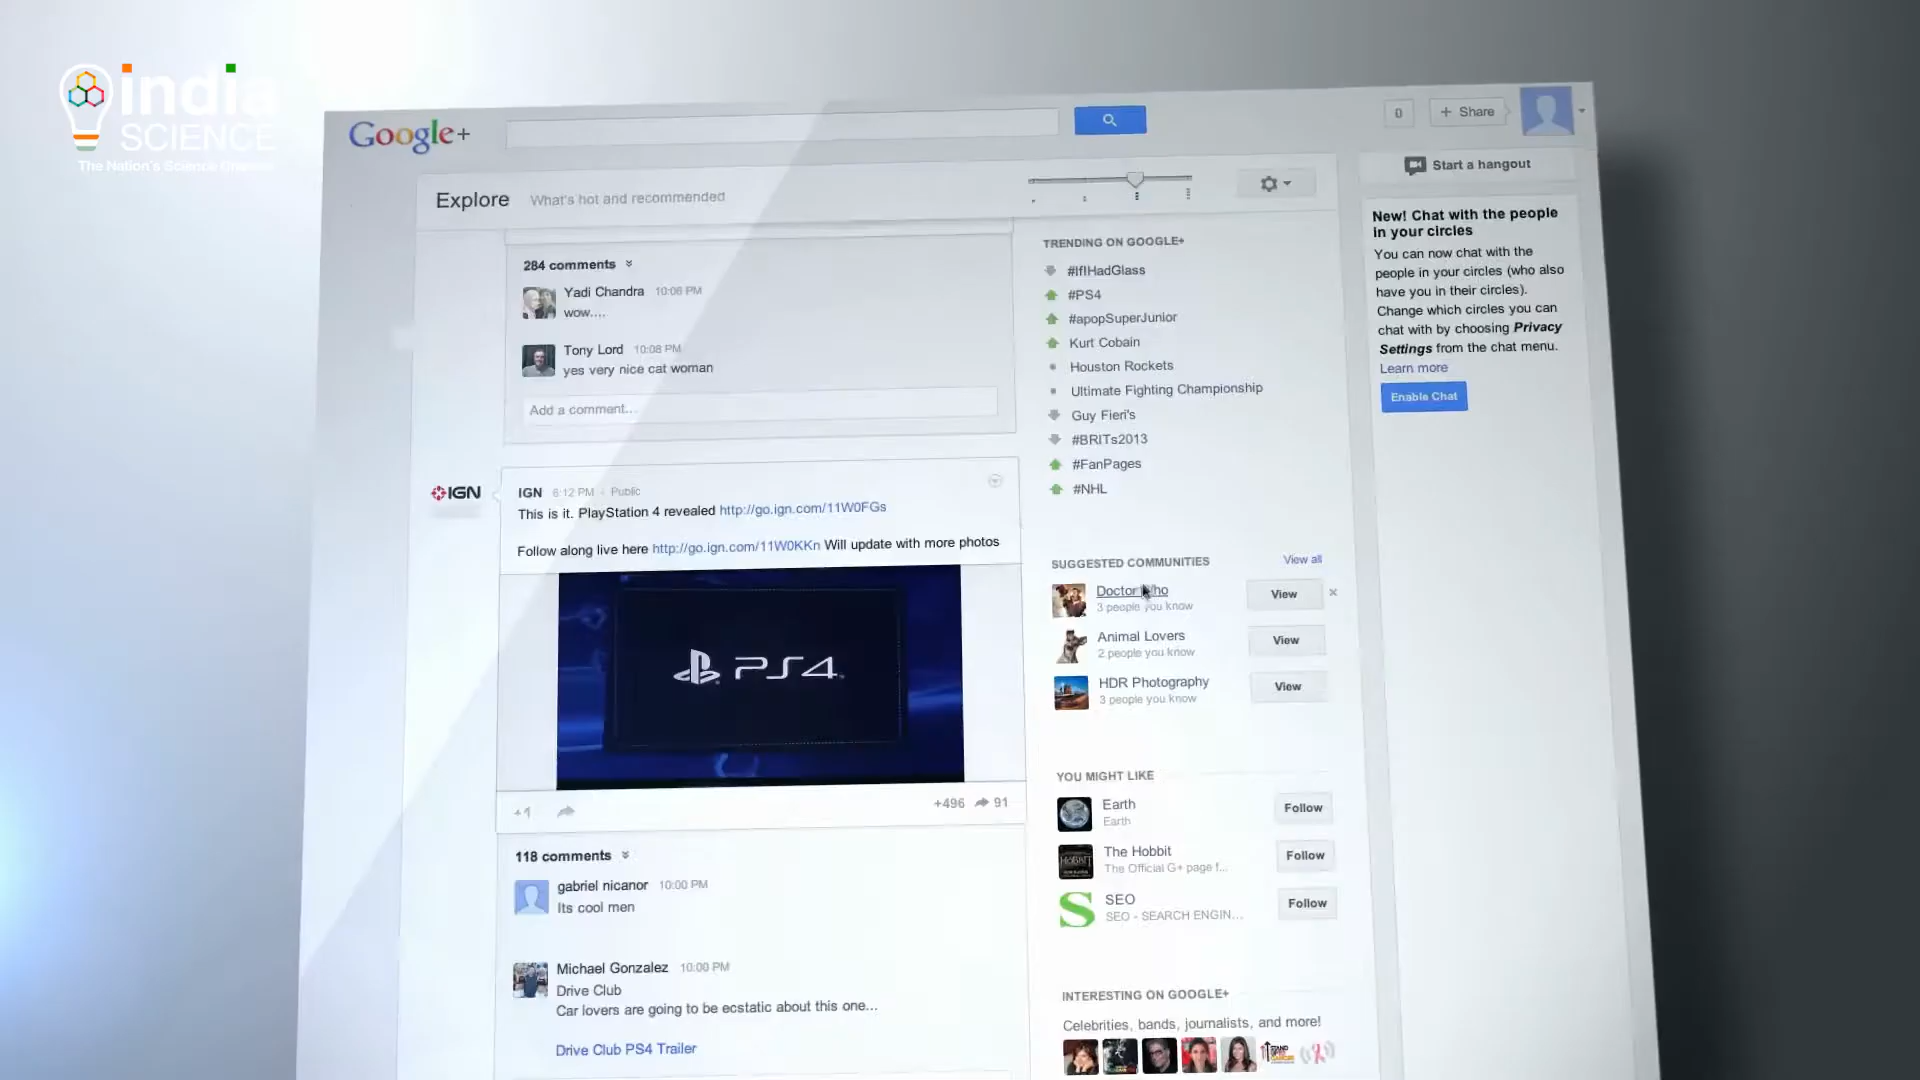 india
SCIENCE
The Nation's Science Channel
Google+
0
+ Share
Explore What's hot and recommended
Start a hangout
284 comments
Yadi Chandra 10:06 PM
wow....
Tony Lord 10:08 PM
yes very nice cat woman
Add a comment...
IGN
IGN 6:12 PM - Public
This is it. PlayStation 4 revealed http://go.ign.com/11W0FGs
Follow along live here http://go.ign.com/11W0KKn Will update with more photos
PS4
+1
+496 91
118 comments
gabriel nicanor 10:00 PM
Its cool men
Michael Gonzalez 10:00 PM
Drive Club
Car lovers are going to be ecstatic about this one...
Drive Club PS4 Trailer
TRENDING ON GOOGLE+
#IfIHadGlass
#PS4
#apopSuperJunior
Kurt Cobain
Houston Rockets
Ultimate Fighting Championship
Guy Fieri's
#BRITs2013
#FanPages
#NHL
SUGGESTED COMMUNITIES View all
Doctor Who View
3 people you know
Animal Lovers View
2 people you know
HDR Photography View
3 people you know
YOU MIGHT LIKE
Earth Follow
Earth
The Hobbit Follow
The Official G+ page f...
SEO Follow
SEO - SEARCH ENGIN...
INTERESTING ON GOOGLE+
Celebrities, bands, journalists, and more!
New! Chat with the people
in your circles
You can now chat with the
people in your circles (who also
have you in their circles).
Change which circles you can
chat with by choosing Privacy
Settings from the chat menu.
Learn more
Enable Chat